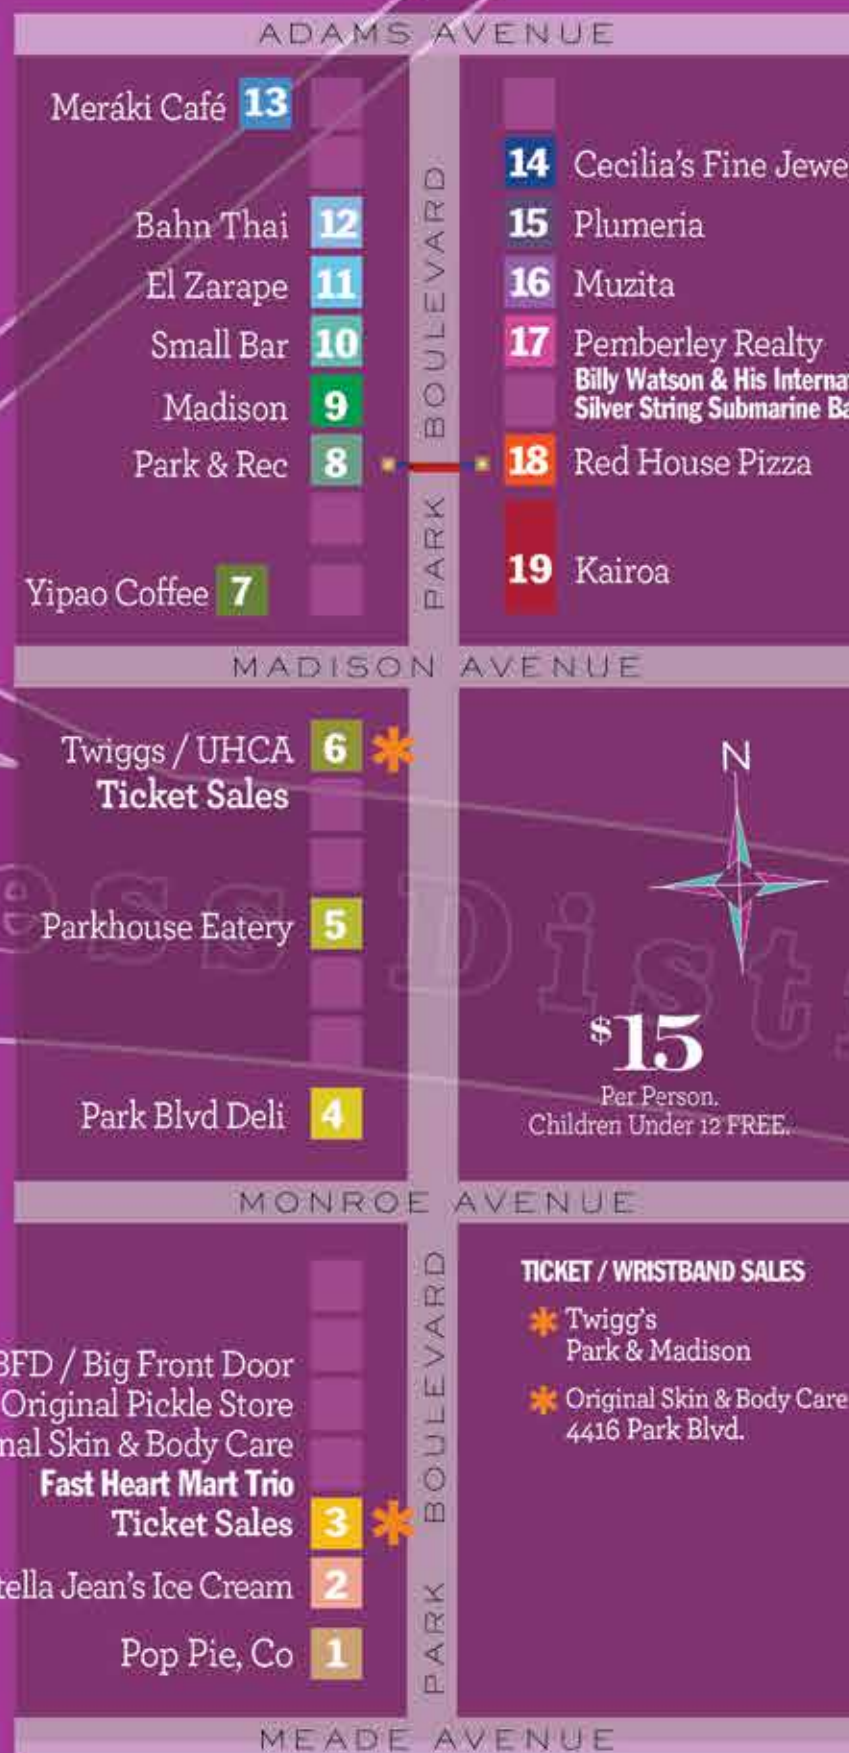 ADAMS AVENUE
Meráki Café 13
14 Cecilia's Fine Jewe
Bahn Thai 12
15 Plumeria
El Zarape 11
16 Muzita
Small Bar 10
17 Pemberley Realty
Billy Watson & His Interna
Silver String Submarine Ba
Madison 9
Park & Rec 8
18 Red House Pizza
19 Kairoa
Yipao Coffee 7
PARK BOULEVARD
MADISON AVENUE
Twiggs / UHCA 6 *
Ticket Sales
N
ess Dist
Parkhouse Eatery 5
$15
Per Person.
Children Under 12 FREE.
Park Blvd Deli 4
MONROE AVENUE
TICKET / WRISTBAND SALES
* Twigg's
Park & Madison
* Original Skin & Body Care
4416 Park Blvd.
BFD / Big Front Door
Original Pickle Store
nal Skin & Body Care
Fast Heart Mart Trio
Ticket Sales 3 *
tella Jean's Ice Cream 2
Pop Pie, Co 1
PARK BOULEVARD
MEADE AVENUE